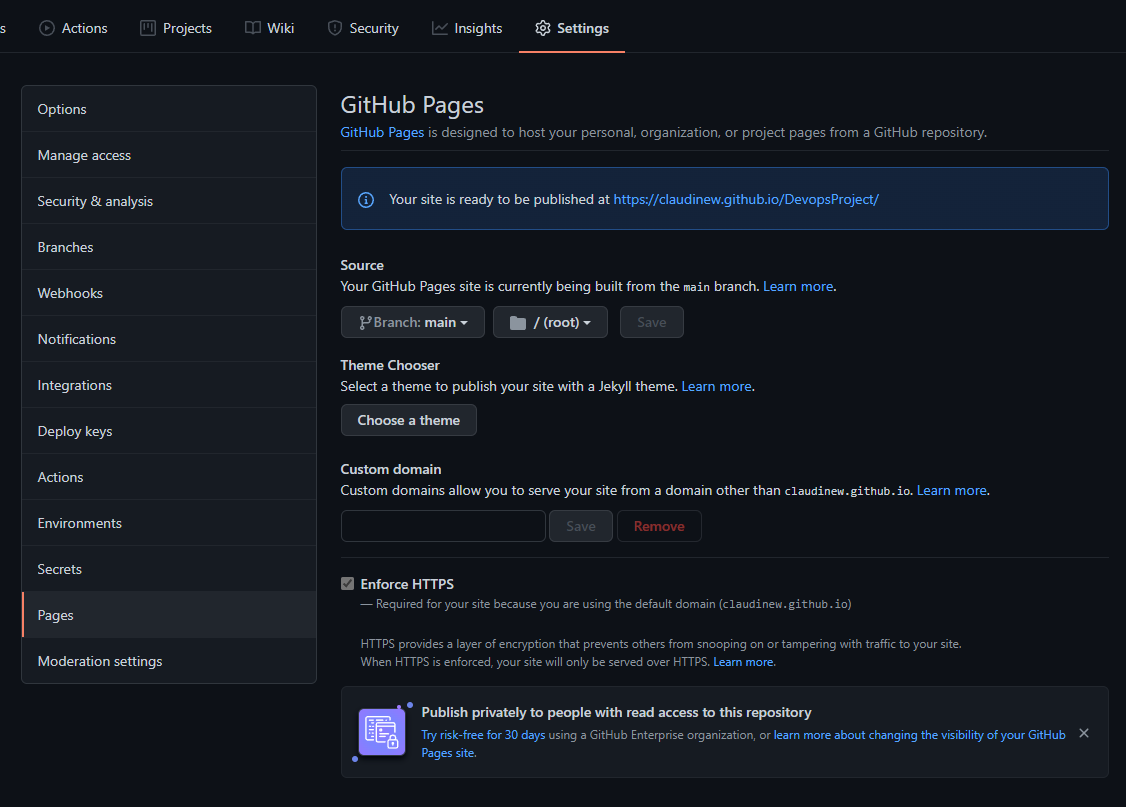 s Actions Projects Wiki Security Insights Settings
Options
Manage access
Security & analysis
Branches
Webhooks
Notifications
Integrations
Deploy keys
Actions
Environments
Secrets
Pages
Moderation settings
GitHub Pages
GitHub Pages is designed to host your personal, organization, or project pages from a GitHub repository.
Your site is ready to be published at https://claudinew.github.io/DevopsProject/
Source
Your GitHub Pages site is currently being built from the main branch. Learn more.
Branch: main / (root) Save
Theme Chooser
Select a theme to publish your site with a Jekyll theme. Learn more.
Choose a theme
Custom domain
Custom domains allow you to serve your site from a domain other than claudinew.github.io. Learn more.
Save Remove
Enforce HTTPS
— Required for your site because you are using the default domain (claudinew.github.io)
HTTPS provides a layer of encryption that prevents others from snooping on or tampering with traffic to your site.
When HTTPS is enforced, your site will only be served over HTTPS. Learn more.
Publish privately to people with read access to this repository
Try risk-free for 30 days using a GitHub Enterprise organization, or learn more about changing the visibility of your GitHub
Pages site.